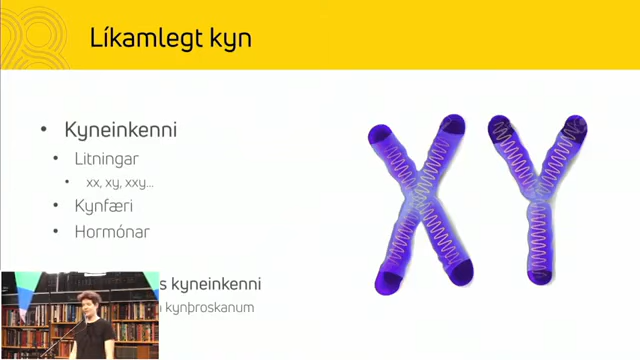 Líkamlegt kyn
• Kyneinkenni
• Litningar
• xx, xy, xxy...
• Kynfæri
• Hormónar
kyneinkenni
kynþroskanum